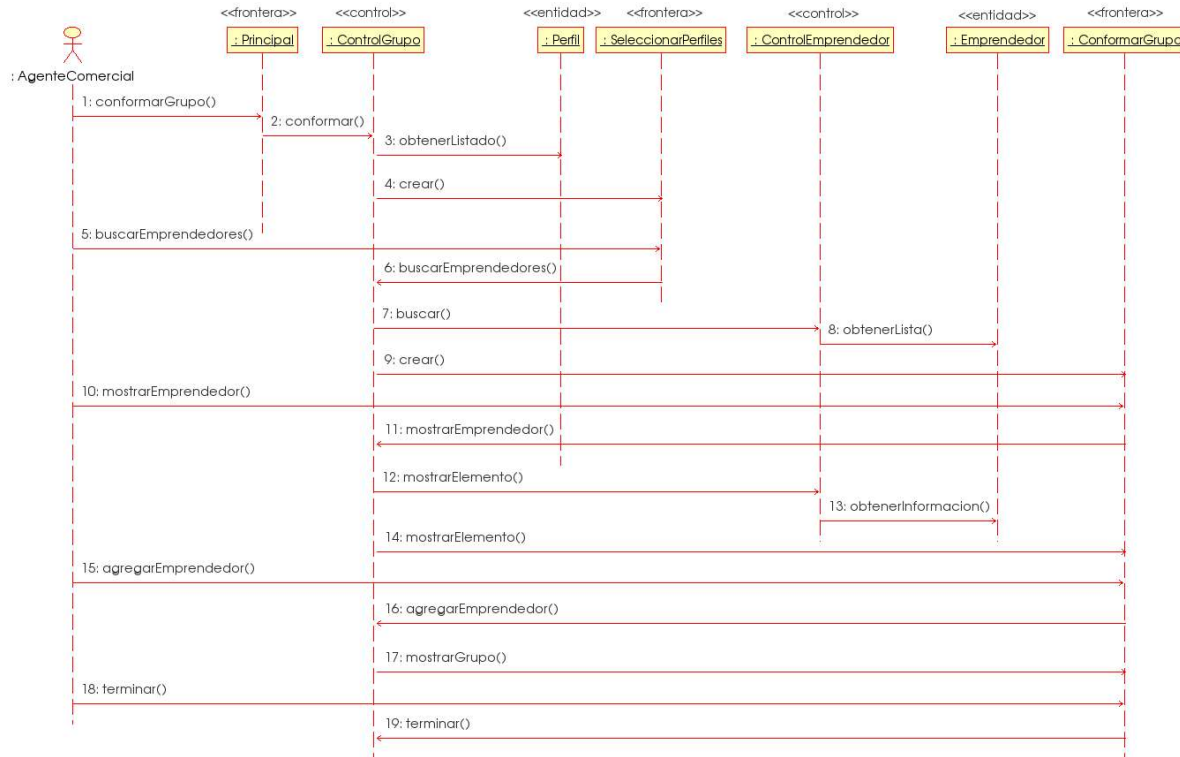 <<frontera>>
<<control>>
<<entidad>>
<<frontera>>
<<control>>
<<entidad>>
<<frontera>>
: Principal
: ControlGrupo
: Perfil
: SeleccionarPerfiles
: ControlEmprendedor
: Emprendedor
: ConformarGrupo
: AgenteComercial
1: conformarGrupo()
2: conformar()
3: obtenerListado()
4: crear()
5: buscarEmprendedores()
6: buscarEmprendedores()
7: buscar()
8: obtenerLista()
9: crear()
10: mostrarEmprendedor()
11: mostrarEmprendedor()
12: mostrarElemento()
13: obtenerInformacion()
14: mostrarElemento()
15: agregarEmprendedor()
16: agregarEmprendedor()
17: mostrarGrupo()
18: terminar()
19: terminar()